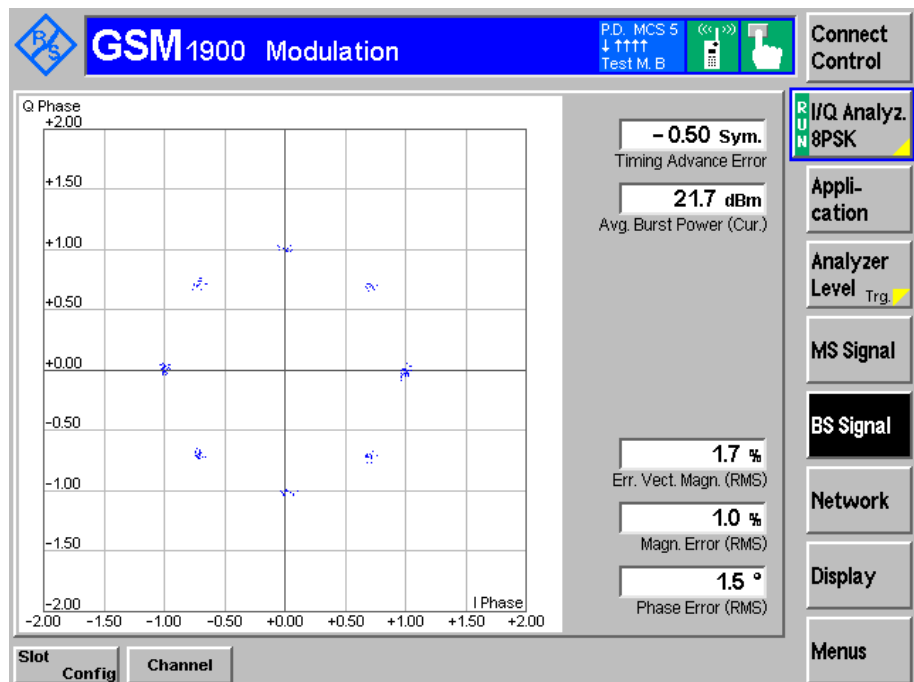 R&S
GSM 1900 Modulation
P.D. MCS 5
↓ ↑↑↑↑
Test M. B
Connect
Control
Q Phase
+2.00
+1.50
+1.00
+0.50
+0.00
-0.50
-1.00
-1.50
-2.00
I Phase
-2.00 -1.50 -1.00 -0.50 +0.00 +0.50 +1.00 +1.50 +2.00
- 0.50 Sym.
Timing Advance Error
21.7 dBm
Avg. Burst Power (Cur.)
1.7 %
Err. Vect. Magn. (RMS)
1.0 %
Magn. Error (RMS)
1.5 °
Phase Error (RMS)
RUN
I/Q Analyz.
8PSK
Appli-
cation
Analyzer
Level Trg.
MS Signal
BS Signal
Network
Display
Menus
Slot
Config
Channel